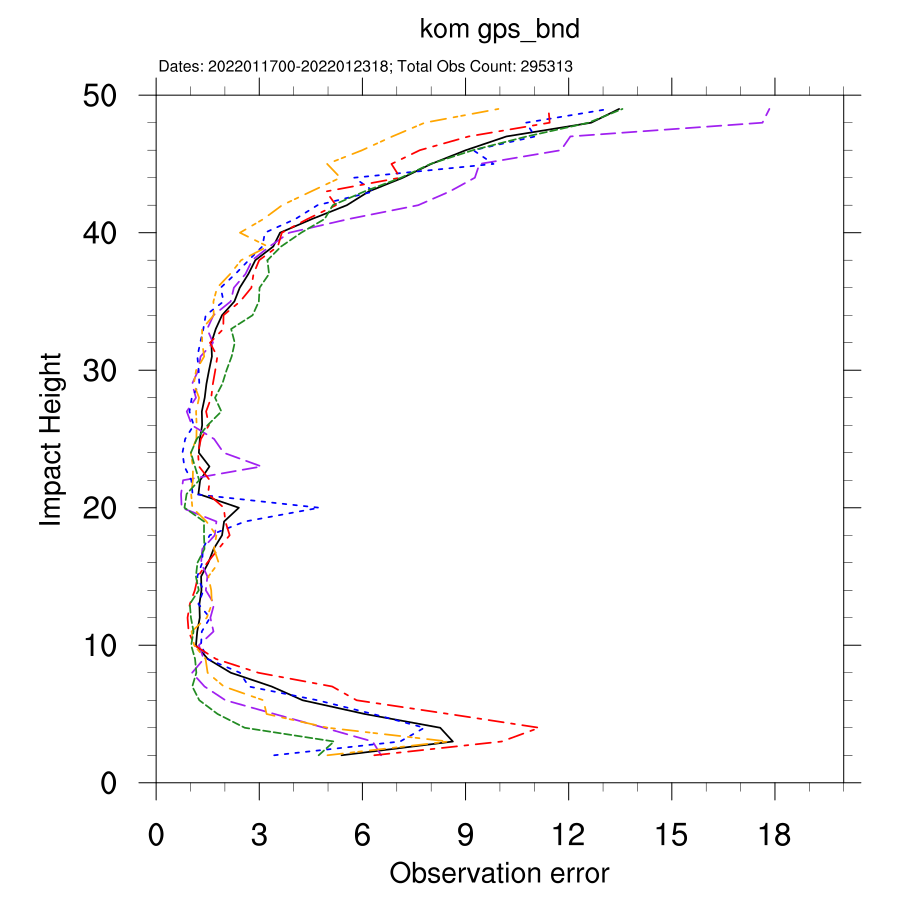 kom gps_bnd
Dates: 2022011700-2022012318; Total Obs Count: 295313
50
40
30
20
10
0
Impact Height
0 3 6 9 12 15 18
Observation error